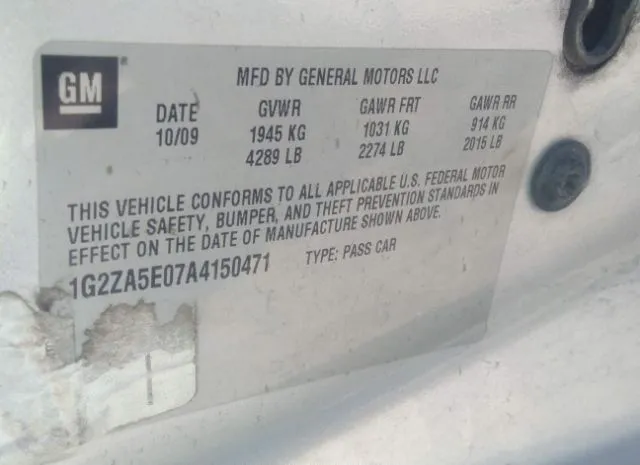 GM
MFD BY GENERAL MOTORS LLC
DATE GVWR GAWR FRT GAWR RR
10/09 1945 KG 1031 KG 914 KG
4289 LB 2274 LB 2015 LB
THIS VEHICLE CONFORMS TO ALL APPLICABLE U.S. FEDERAL MOTOR
VEHICLE SAFETY, BUMPER, AND THEFT PREVENTION STANDARDS IN
EFFECT ON THE DATE OF MANUFACTURE SHOWN ABOVE.
1G2ZA5E07A4150471 TYPE: PASS CAR